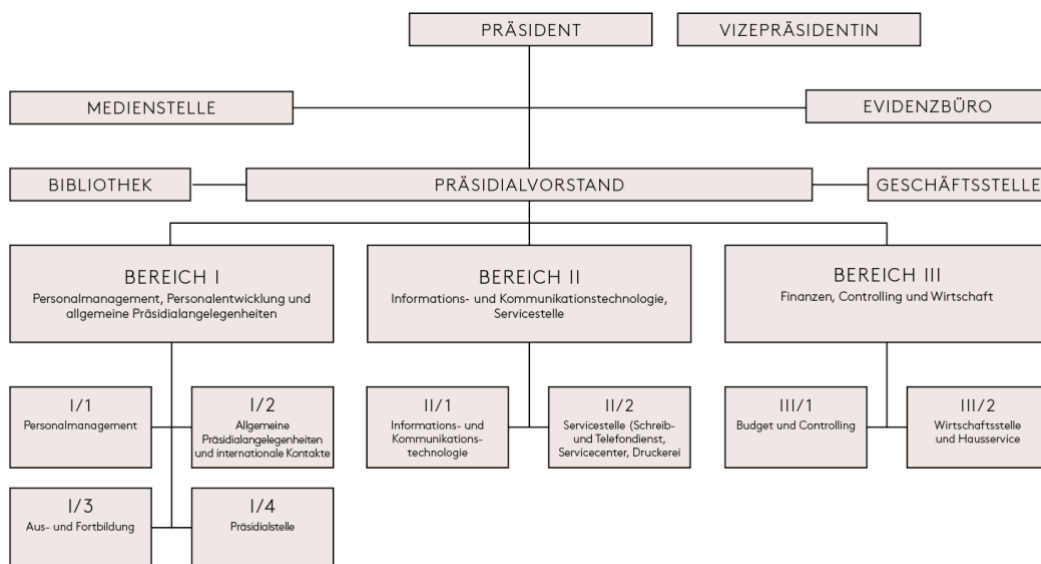 PRÄSIDENT
VIZEPRÄSIDENTIN
MEDIENSTELLE
EVIDENZBÜRO
BIBLIOTHEK
PRÄSIDIALVORSTAND
GESCHÄFTSSTELLE
BEREICH I
Personalmanagement, Personalentwicklung und
allgemeine Präsidialangelegenheiten
BEREICH II
Informations- und Kommunikationstechnologie,
Servicestelle
BEREICH III
Finanzen, Controlling und Wirtschaft
I/1
Personalmanagement
I/2
Allgemeine
Präsidialangelegenheiten
und internationale Kontakte
II/1
Informations- und
Kommunikations-
technologie
II/2
Servicestelle (Schreib-
und Telefondienst,
Servicecenter, Druckerei
III/1
Budget und Controlling
III/2
Wirtschaftsstelle
und Hausservice
I/3
Aus- und Fortbildung
I/4
Präsidialstelle